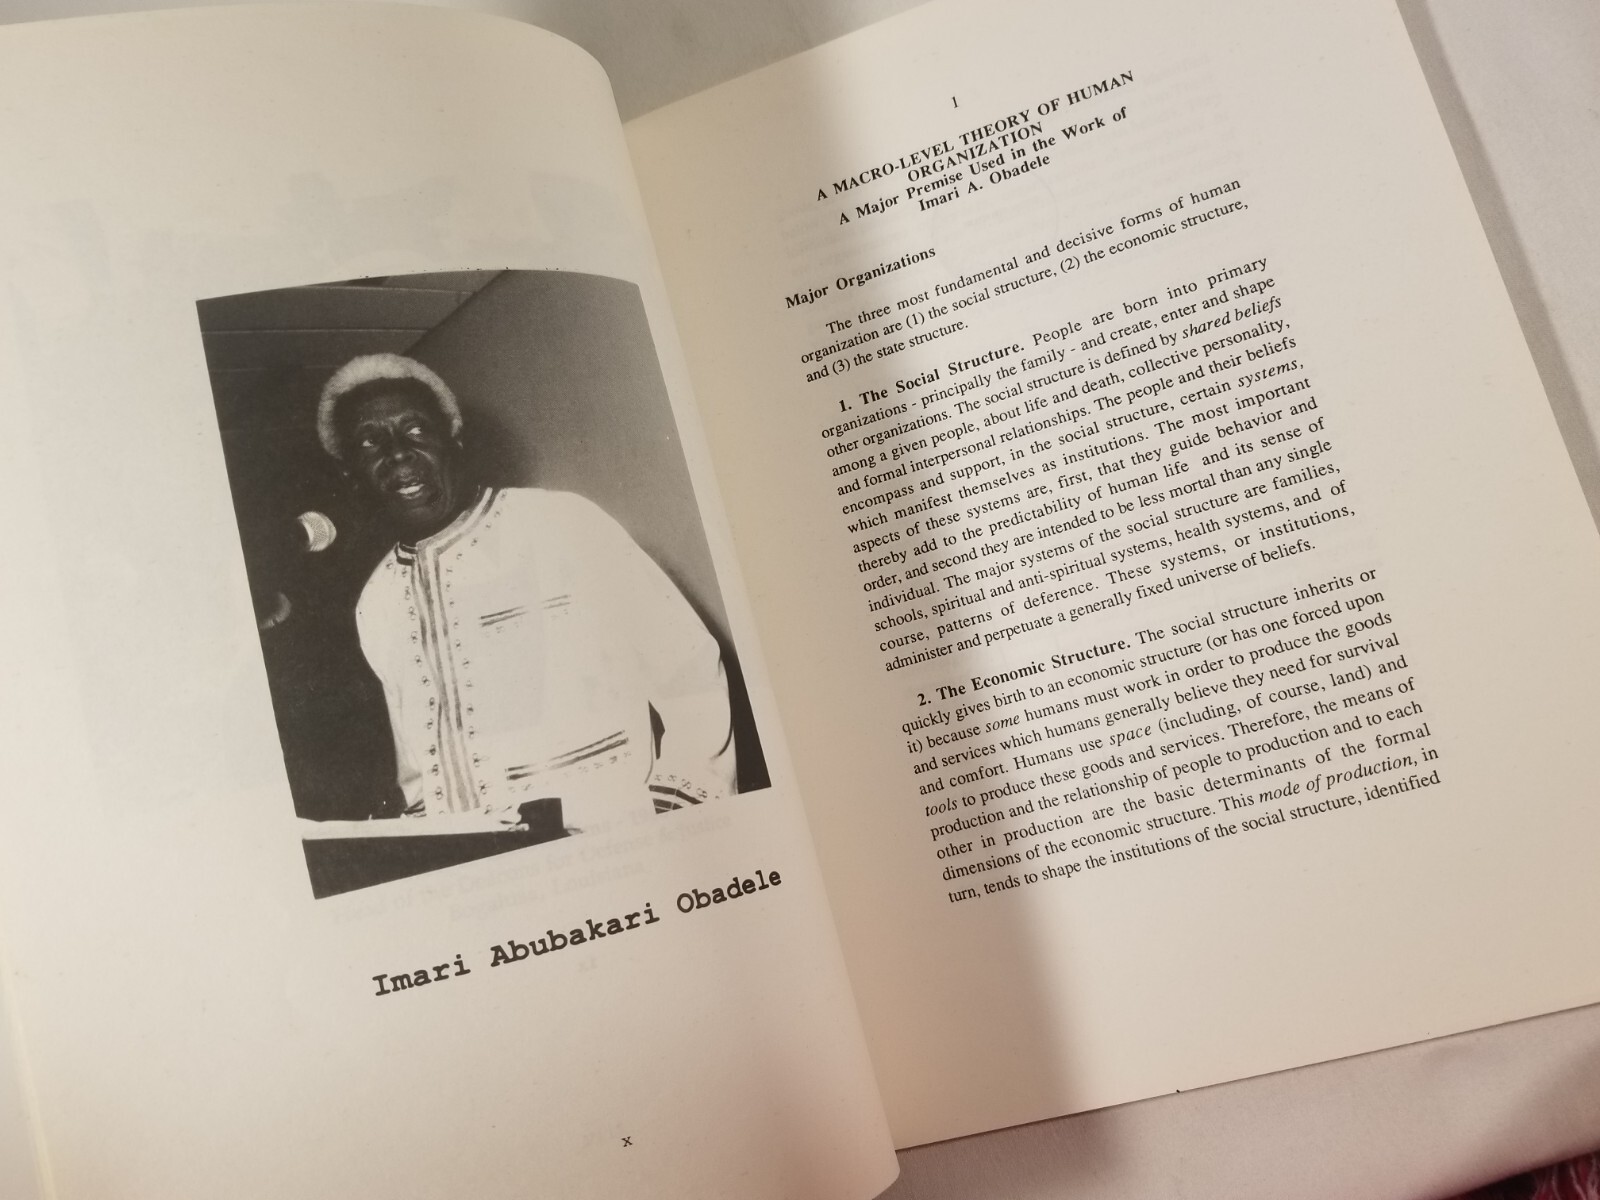 Imari Abubakari Obadele
x
1
A MACRO-LEVEL THEORY OF HUMAN
ORGANIZATION
A Major Premise Used in the Work of
Imari A. Obadele
Major Organizations
The three most fundamental and decisive forms of human
organization are (1) the social structure, (2) the economic structure,
and (3) the state structure.
1. The Social Structure. People are born into primary
organizations - principally the family - and create, enter and shape
other organizations. The social structure is defined by shared beliefs
among a given people, about life and death, collective personality,
and formal interpersonal relationships. The people and their beliefs
encompass and support, in the social structure, certain systems,
which manifest themselves as institutions. The most important
aspects of these systems are, first, that they guide behavior and
thereby add to the predictability of human life and its sense of
order, and second they are intended to be less mortal than any single
individual. The major systems of the social structure are families,
schools, spiritual and anti-spiritual systems, health systems, and of
course, patterns of deference. These systems, or institutions,
administer and perpetuate a generally fixed universe of beliefs.
2. The Economic Structure. The social structure inherits or
quickly gives birth to an economic structure (or has one forced upon
it) because some humans must work in order to produce the goods
and services which humans generally believe they need for survival
and comfort. Humans use space (including, of course, land) and
tools to produce these goods and services. Therefore, the means of
production and the relationship of people to production and to each
other in production are the basic determinants of the formal
dimensions of the economic structure. This mode of production, in
turn, tends to shape the institutions of the social structure, identified